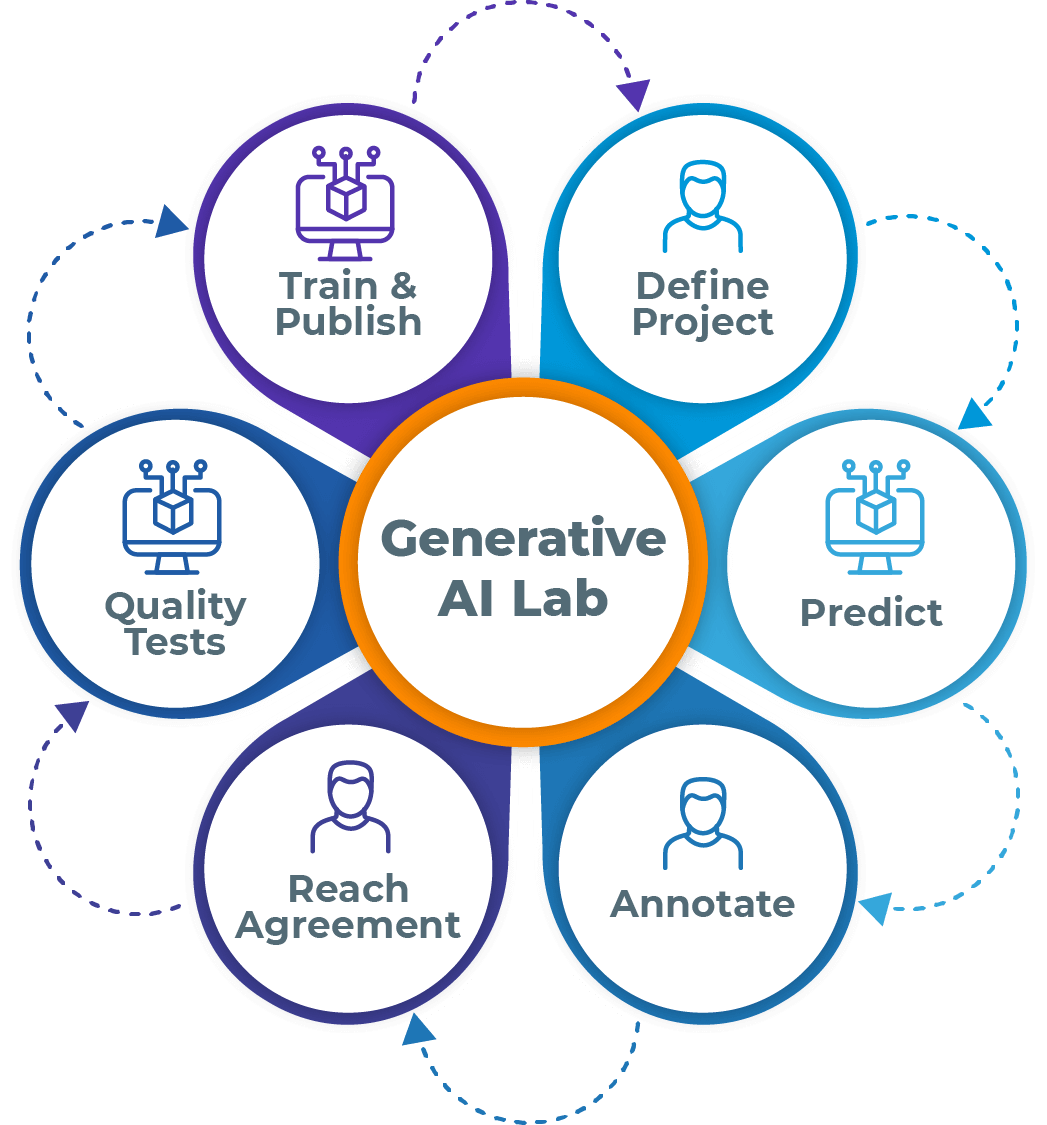 Train &
Publish
Define
Project
Quality
Tests
Generative
AI Lab
Predict
Reach
Agreement
Annotate